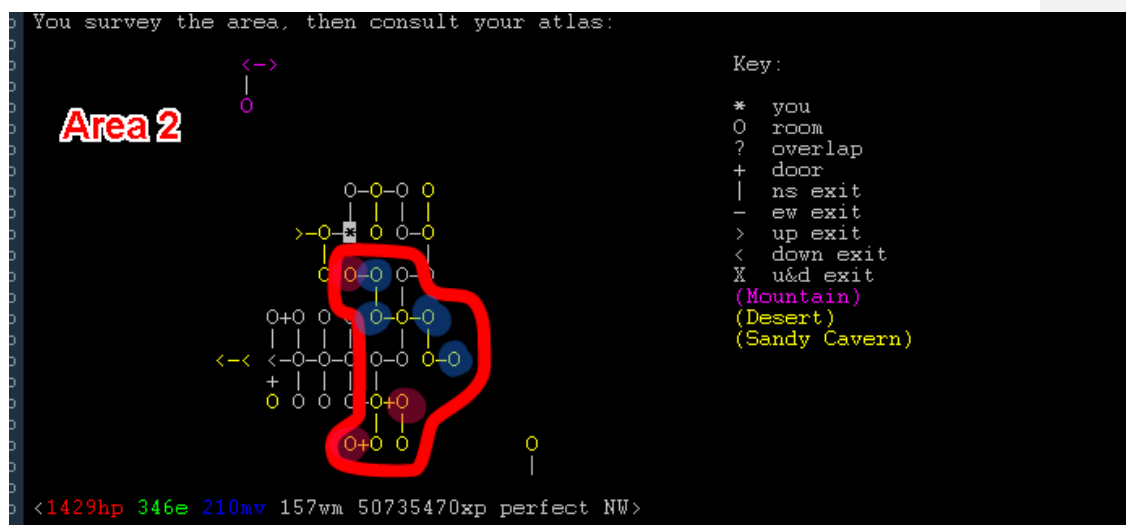 You survey the area, then consult your atlas:
<-> Key:
|
O * you
Area 2
O room
? overlap
+ door
O-O-O O | ns exit
| | | | - ew exit
>-O-* O O-O > up exit
| | < down exit
O O-O O-O X u&d exit
| | (Mountain)
O+O O O O-O-O (Desert)
| | | | | | (Sandy Cavern)
<-< <-O-O-O O-O O-O
+ | | | |
O O O O-O+O
| |
O+O O O
|
<1429hp 346e 210mv 157wm 50735470xp perfect NW>